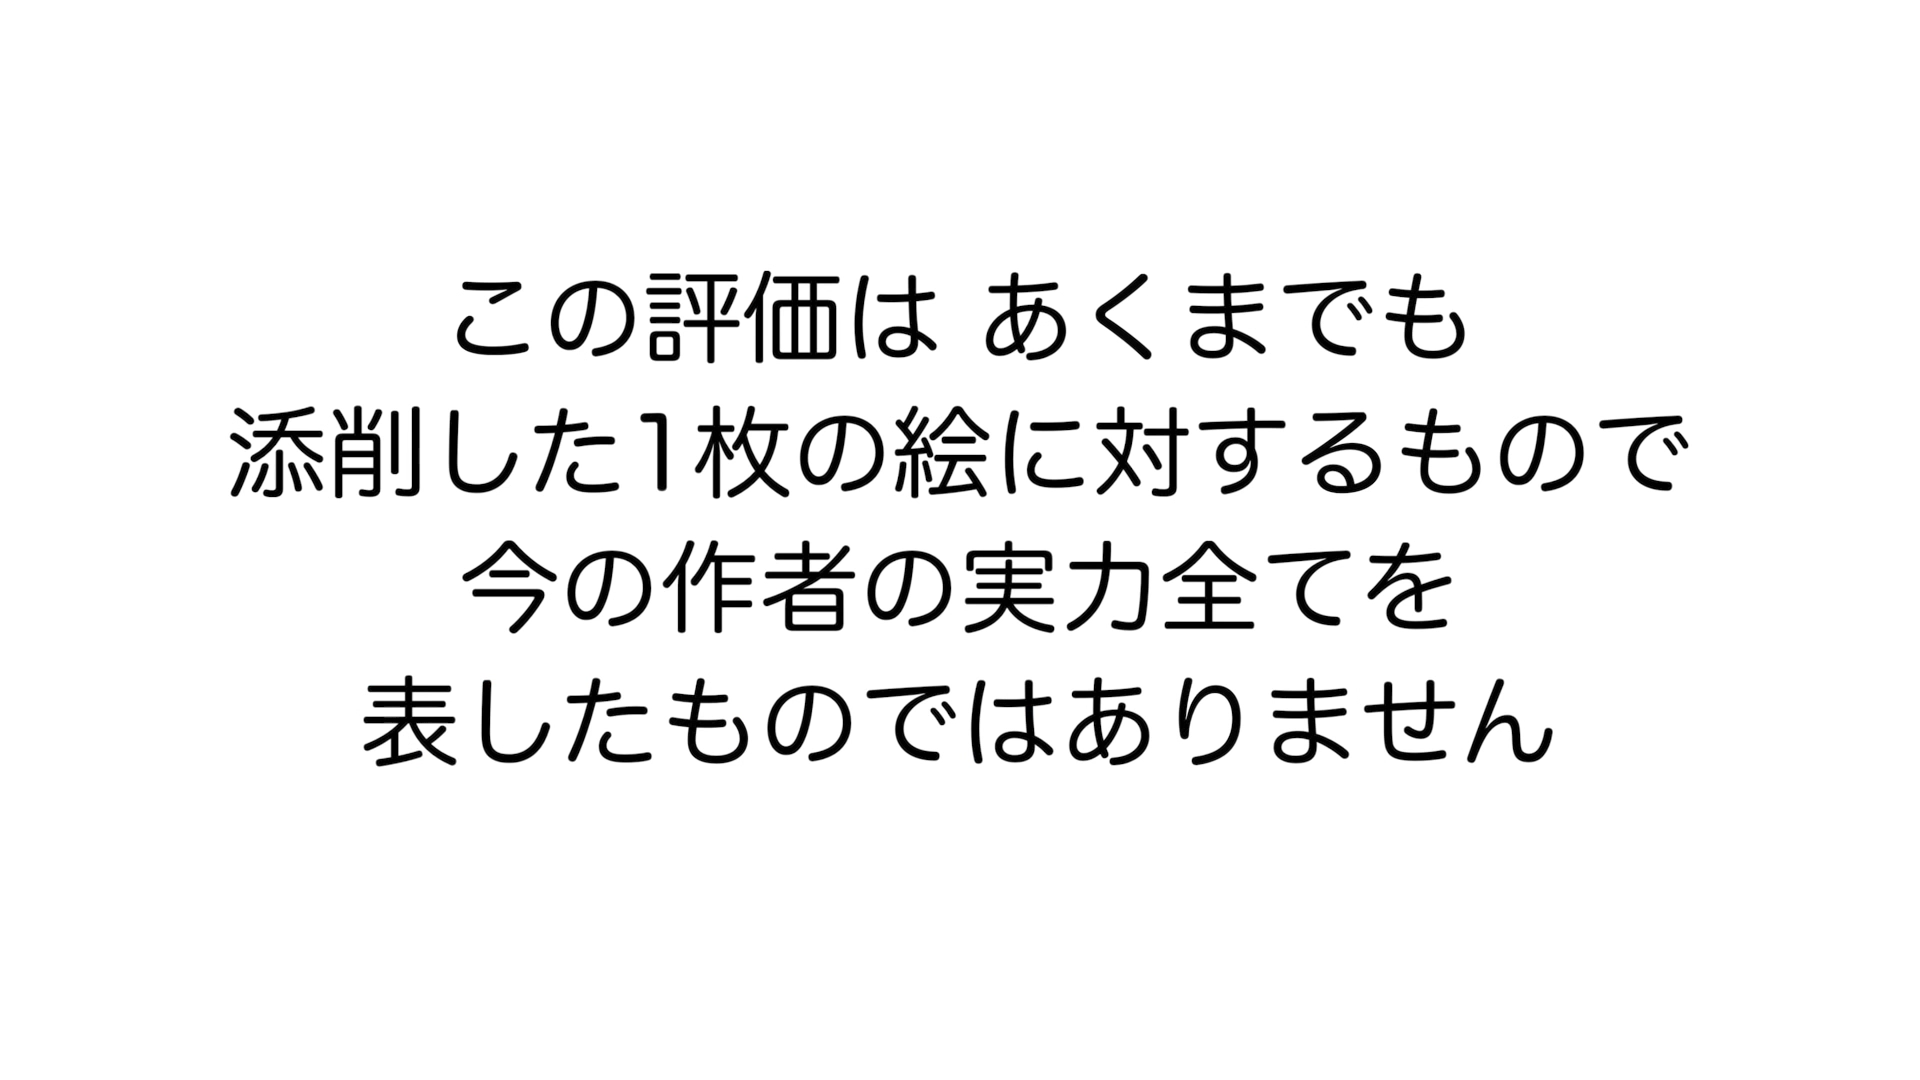 この評価は あくまでも
添削した1枚の絵に対するもので
今の作者の実力全てを
表したものではありません